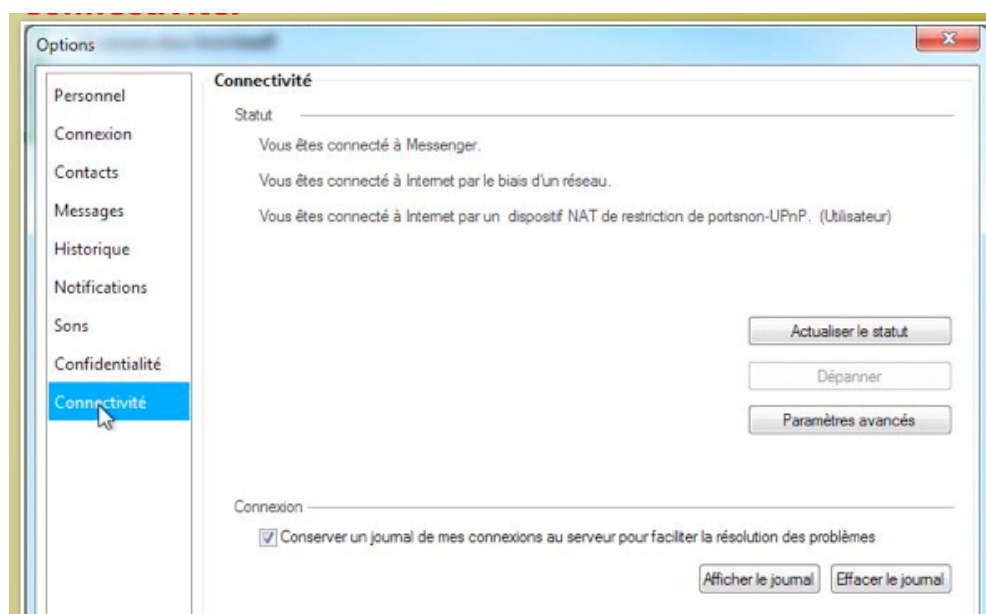 Options
Personnel
Connexion
Contacts
Messages
Historique
Notifications
Sons
Confidentialité
Connectivité
Connectivité
Statut
Vous êtes connecté à Messenger.
Vous êtes connecté à Internet par le biais d'un réseau.
Vous êtes connecté à Internet par un dispositif NAT de restriction de portsnon-UPnP. (Utilisateur)
Actualiser le statut
Dépanner
Paramètres avancés
Connexion
Conserver un journal de mes connexions au serveur pour faciliter la résolution des problèmes
Afficher le journal
Effacer le journal